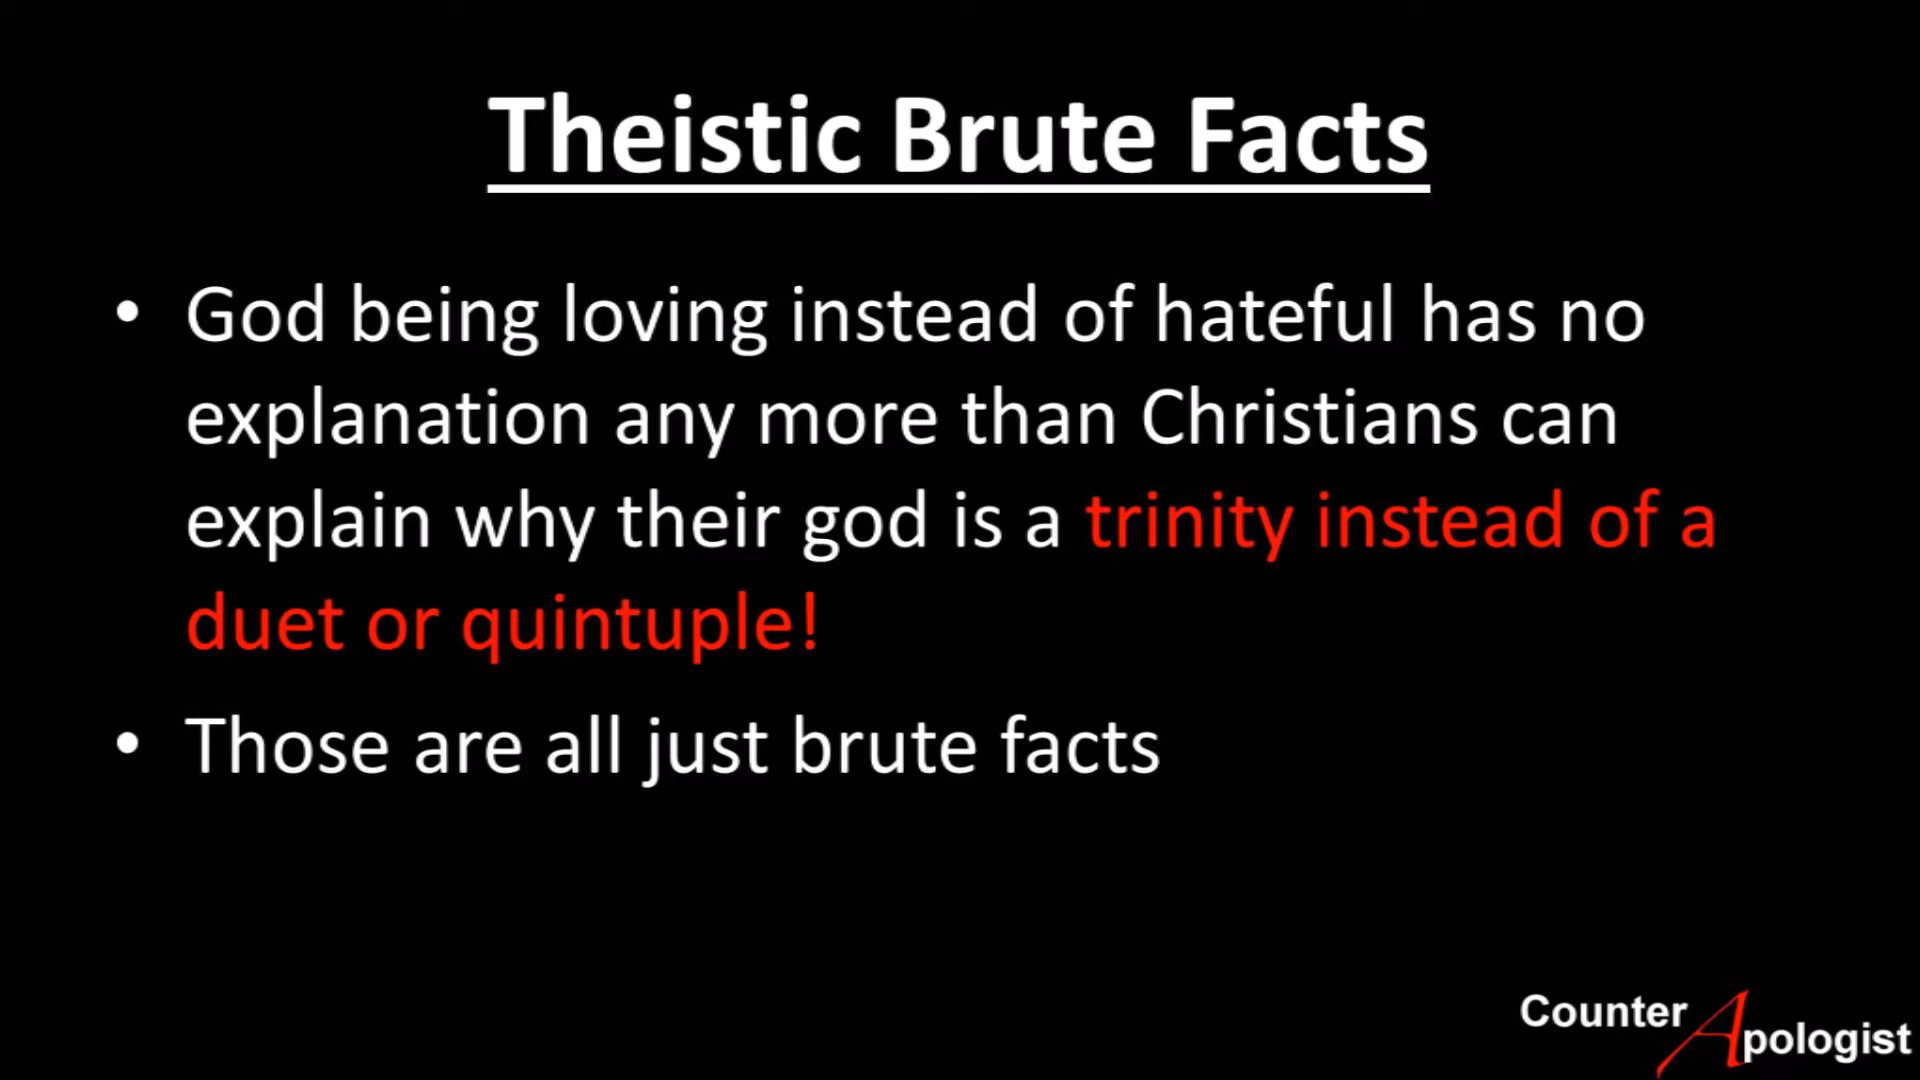 Theistic Brute Facts
• God being loving instead of hateful has no
explanation any more than Christians can
explain why their god is a trinity instead of a
duet or quintuple!
• Those are all just brute facts
Counter
Apologist